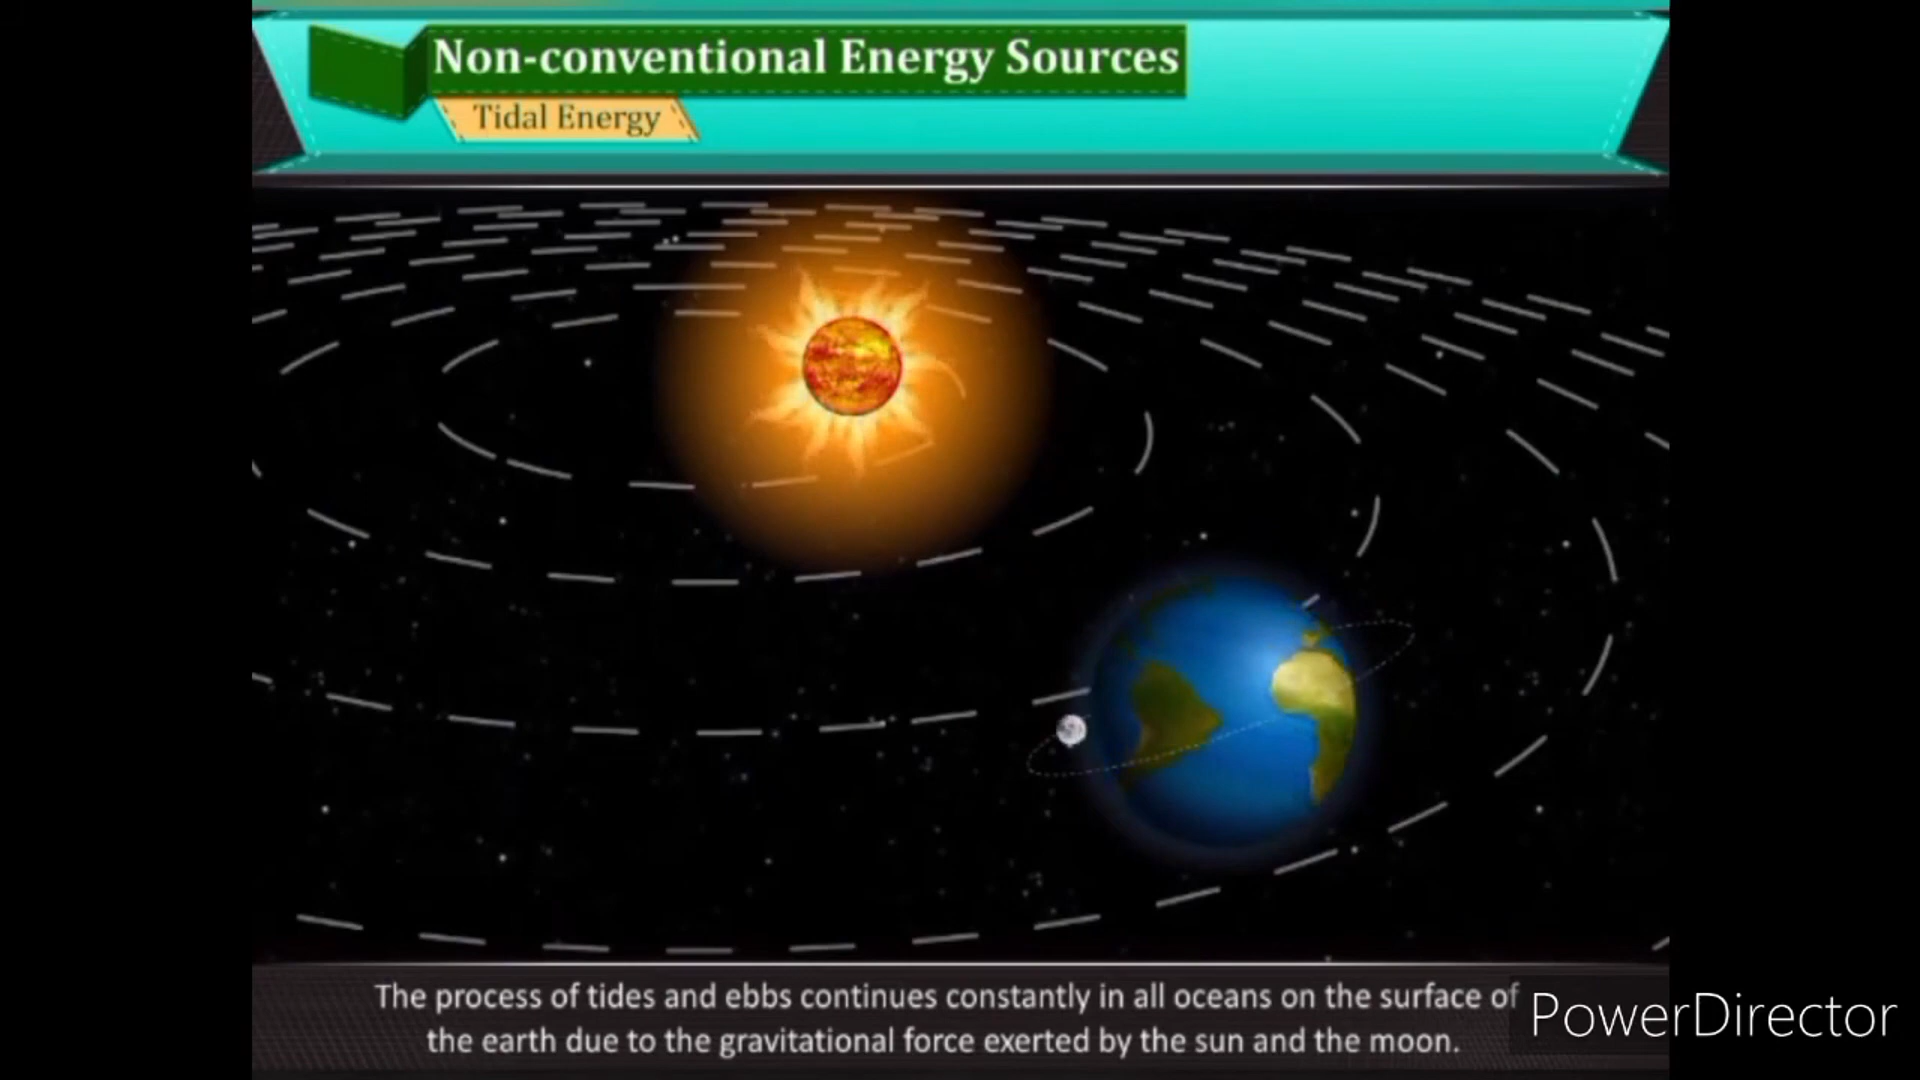 Non-conventional Energy Sources
Tidal Energy
The process of tides and ebbs continues constantly in all oceans on the surface of
the earth due to the gravitational force exerted by the sun and the moon.
PowerDirector